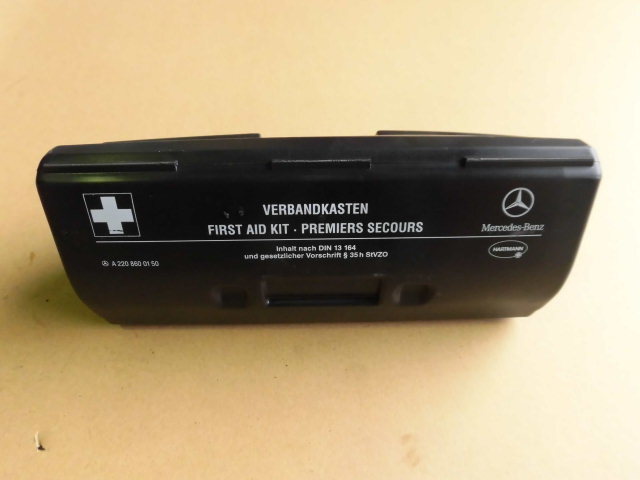 VERBANDKASTEN
FIRST AID KIT · PREMIERS SECOURS
Inhalt nach DIN 13 164
und gesetzlicher Vorschrift § 35h StVZO
A 220 860 01 50
Mercedes-Benz
HARTMANN